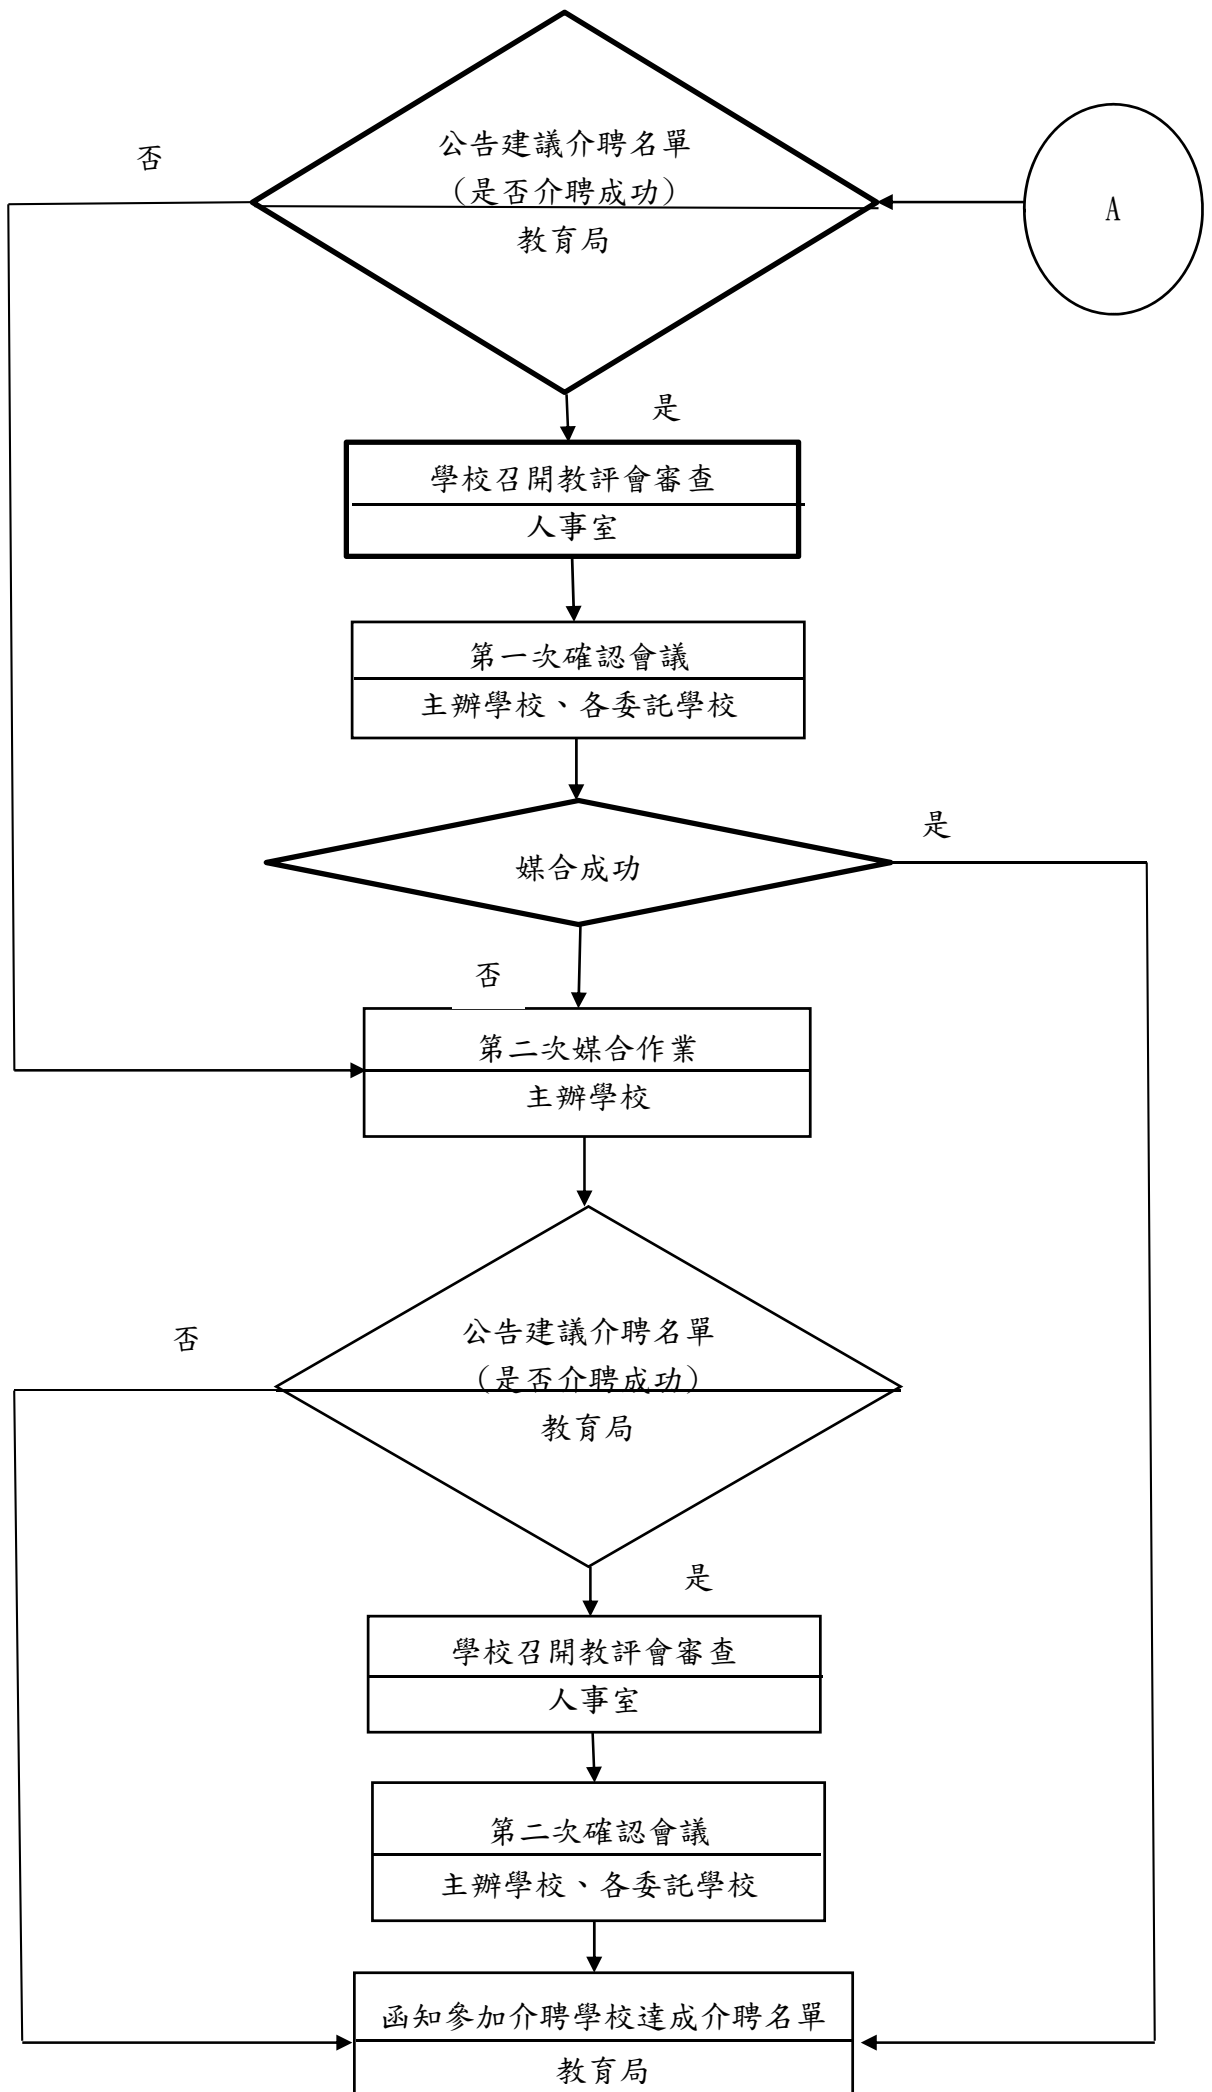 公告建議介聘名單
（是否介聘成功）
教育局
否
A
是
學校召開教評會審查
人事室
第一次確認會議
主辦學校、各委託學校
是
媒合成功
否
第二次媒合作業
主辦學校
否
公告建議介聘名單
（是否介聘成功）
教育局
是
學校召開教評會審查
人事室
第二次確認會議
主辦學校、各委託學校
函知參加介聘學校達成介聘名單
教育局